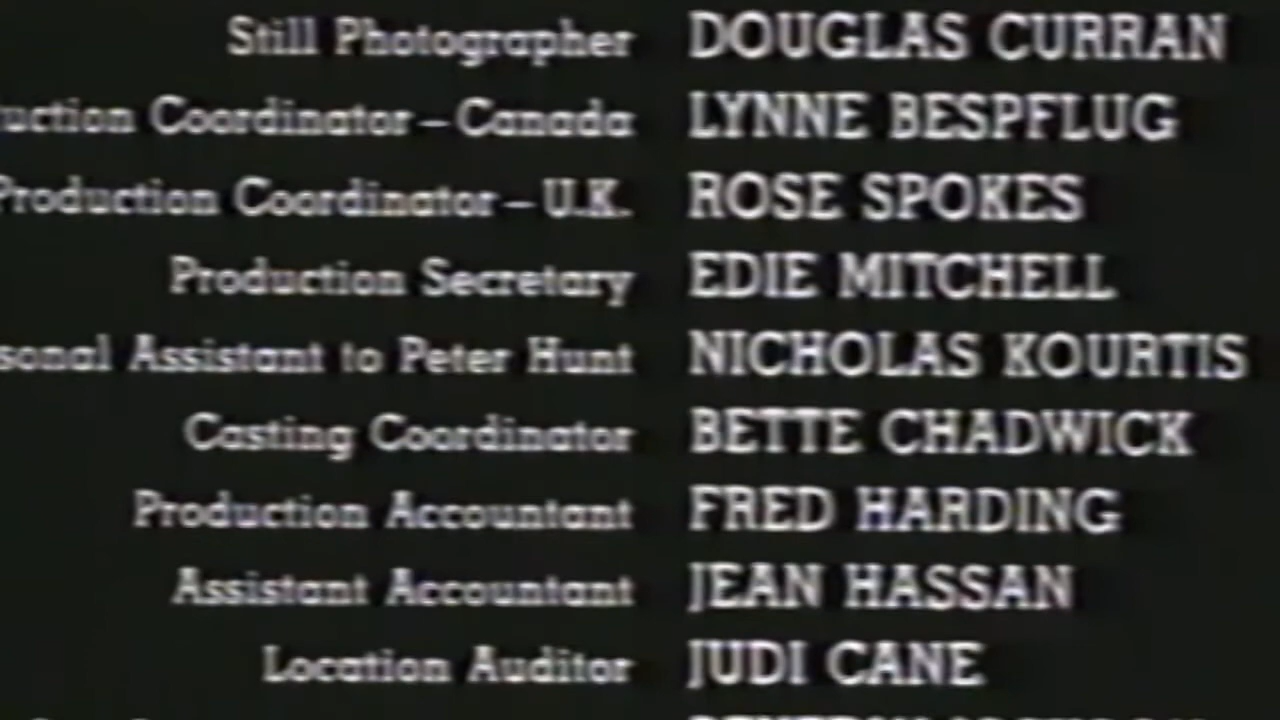 Still Photographer DOUGLAS CURRAN
uction Coordinator – Canada LYNNE BESPFLUG
Production Coordinator – U.K. ROSE SPOKES
Production Secretary EDIE MITCHELL
sonal Assistant to Peter Hunt NICHOLAS KOURTIS
Casting Coordinator BETTE CHADWICK
Production Accountant FRED HARDING
Assistant Accountant JEAN HASSAN
Location Auditor JUDI CANE